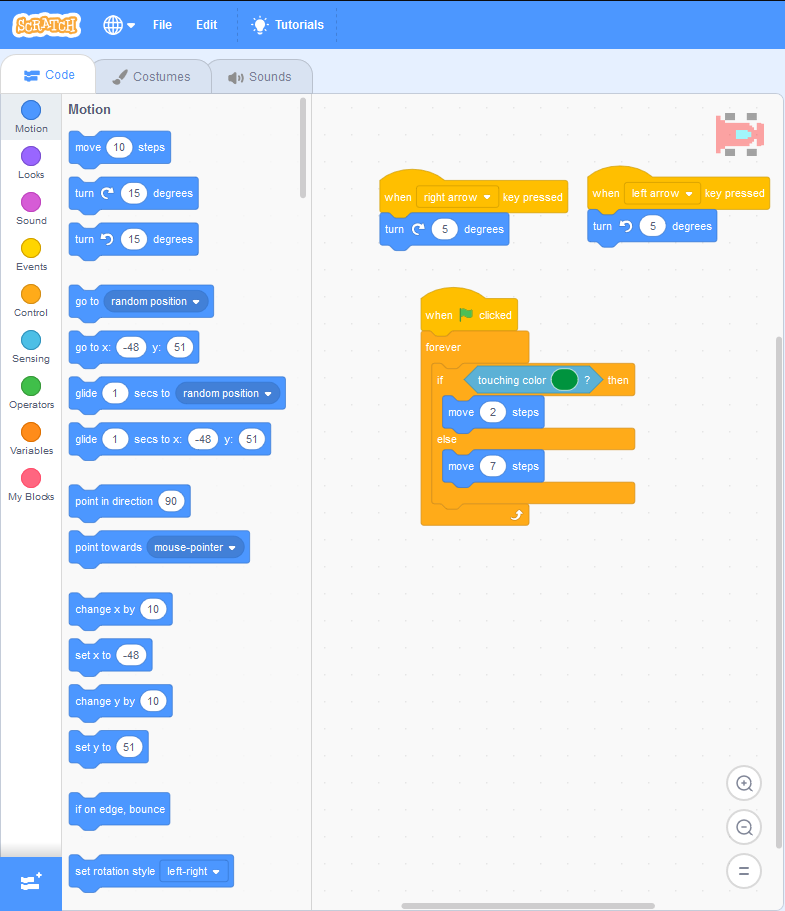 SCRATCH File Edit Tutorials
Code Costumes Sounds
Motion
Looks
Sound
Events
Control
Sensing
Operators
Variables
My Blocks
Motion
move 10 steps
turn 15 degrees
turn 15 degrees
go to random position
go to x: -48 y: 51
glide 1 secs to random position
glide 1 secs to x: -48 y: 51
point in direction 90
point towards mouse-pointer
change x by 10
set x to -48
change y by 10
set y to 51
if on edge, bounce
set rotation style left-right
when right arrow key pressed
turn 5 degrees
when left arrow key pressed
turn 5 degrees
when clicked
forever
if touching color ? then
move 2 steps
else
move 7 steps